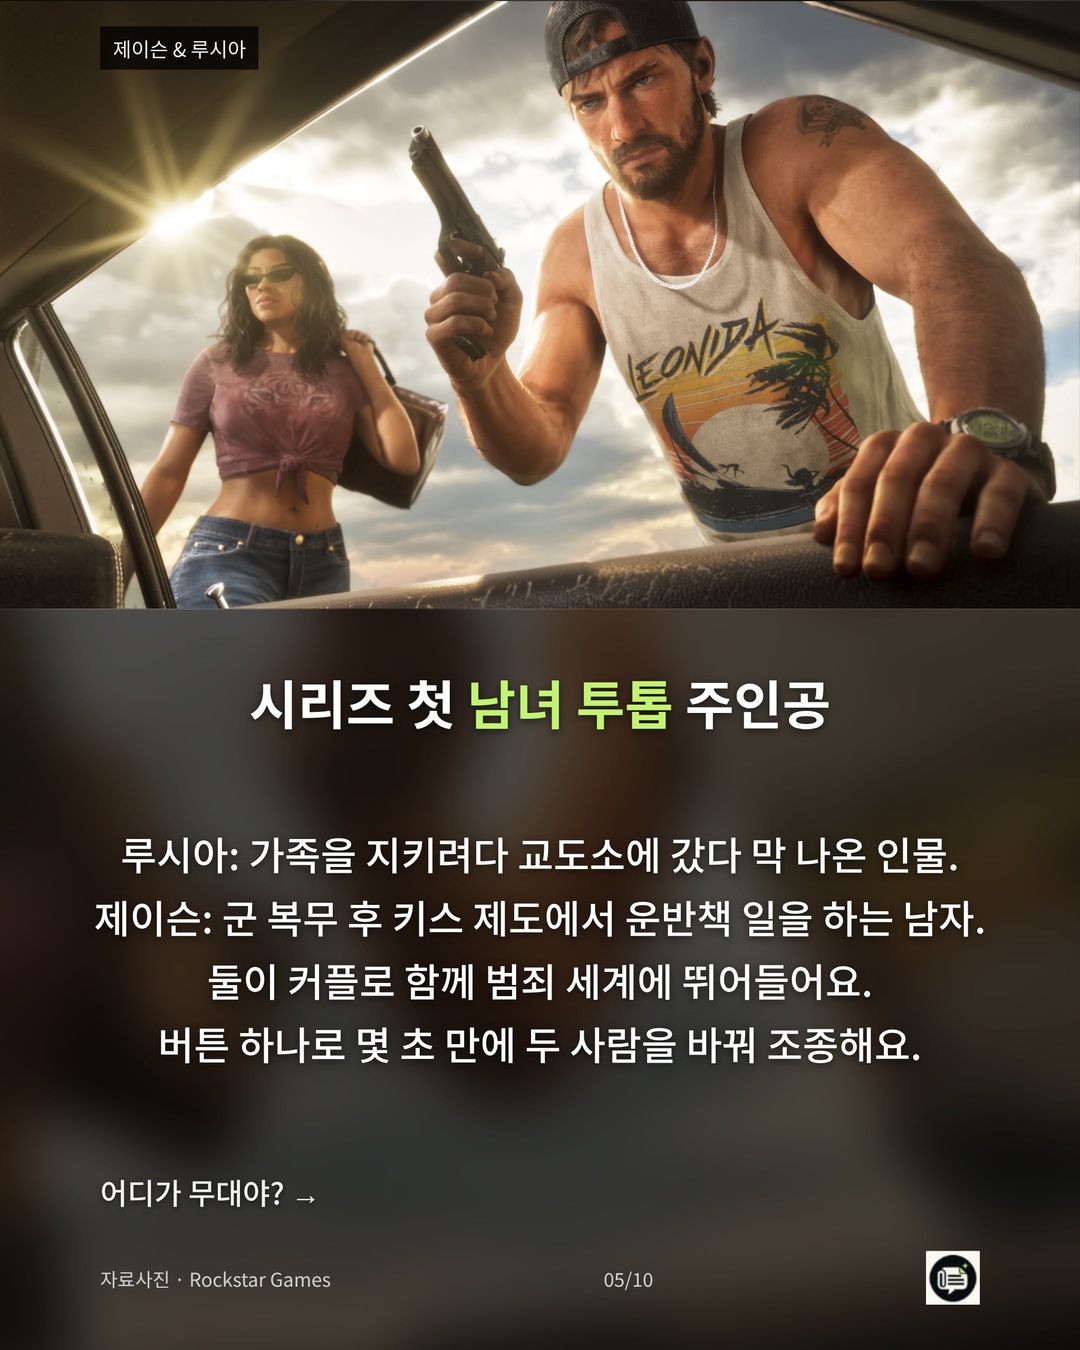 제이슨 & 루시아
LEONIDA
시리즈 첫 남녀 투톱 주인공
루시아: 가족을 지키려다 교도소에 갔다 막 나온 인물.
제이슨: 군 복무 후 키스 제도에서 운반책 일을 하는 남자.
둘이 커플로 함께 범죄 세계에 뛰어들어요.
버튼 하나로 몇 초 만에 두 사람을 바꿔 조종해요.
어디가 무대야? →
자료사진 · Rockstar Games
05/10